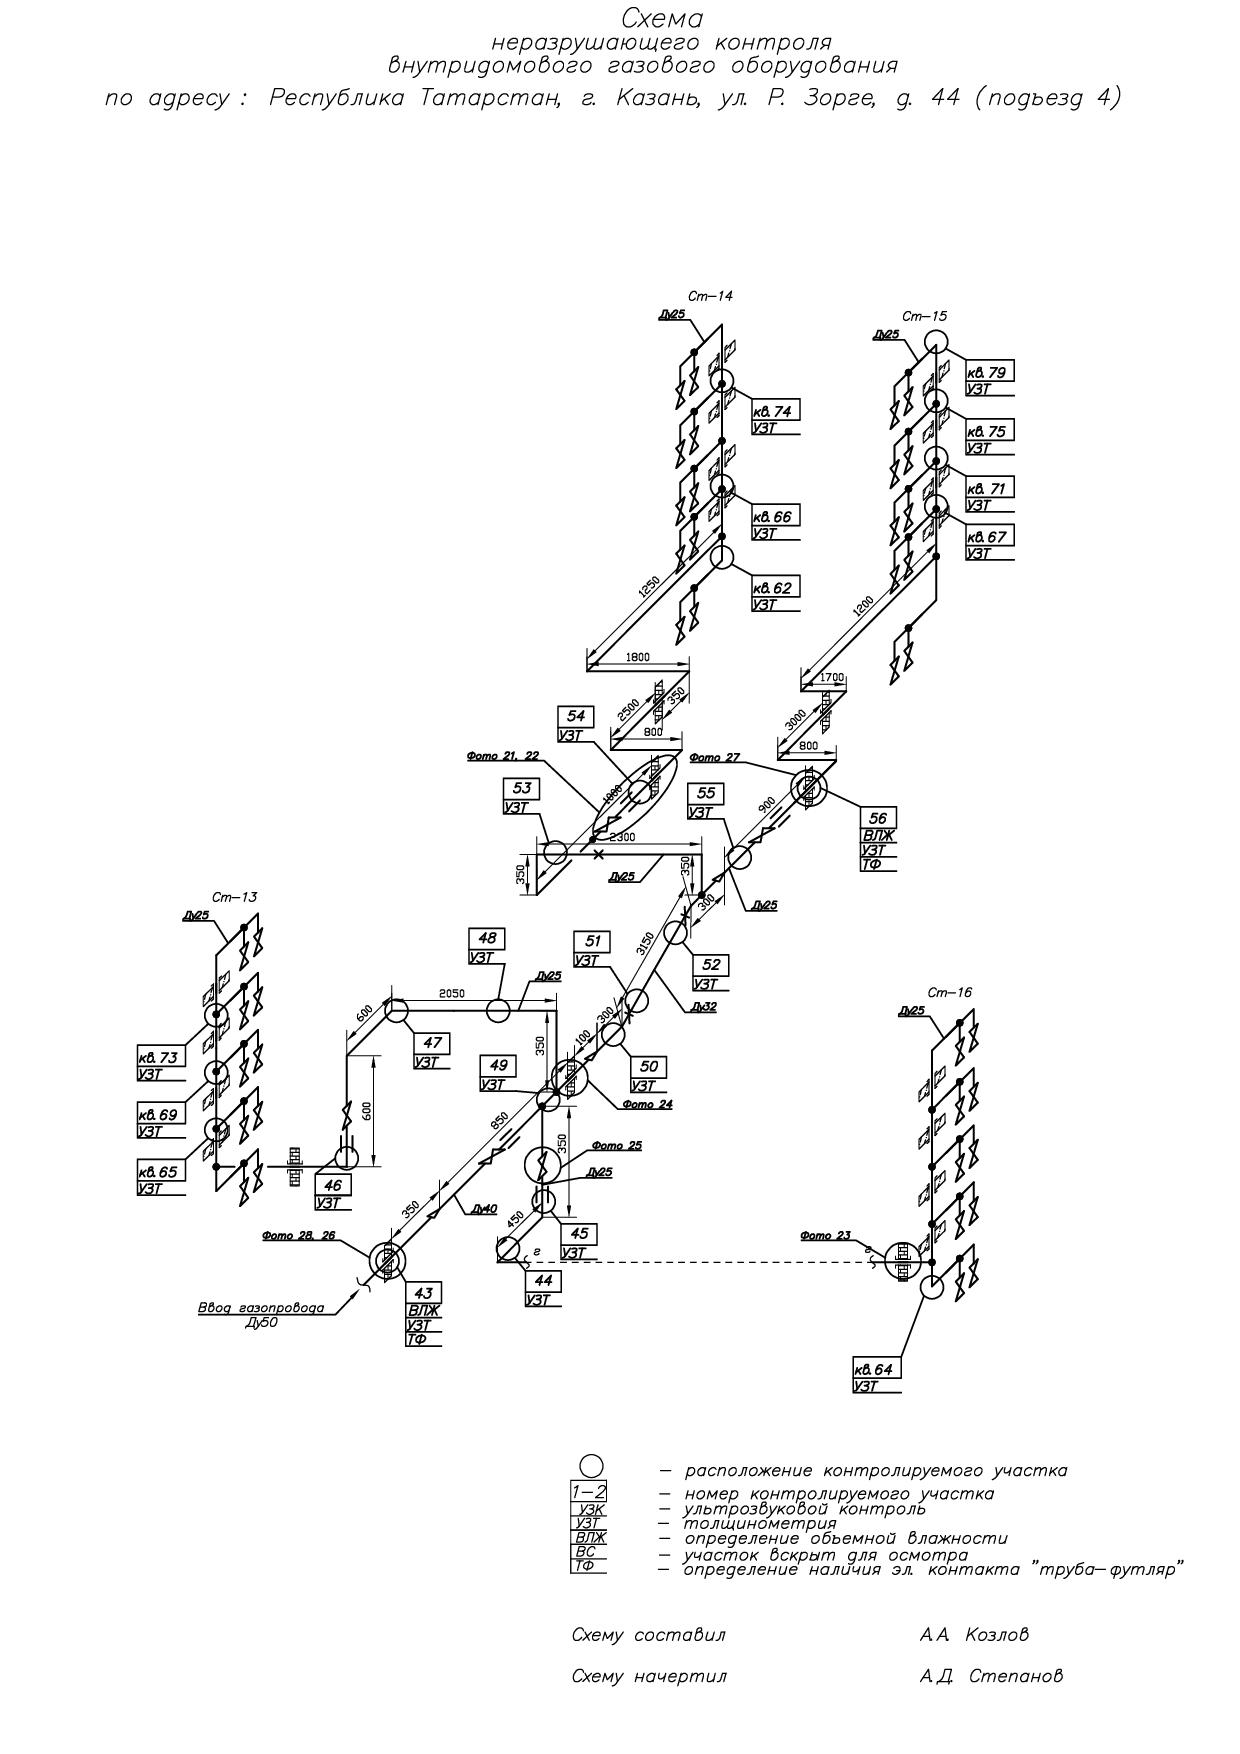 Схема
неразрушающего контроля
внутридомового газового оборудования
по адресу : Республика Татарстан, г. Казань, ул. Р. Зорге, д. 44 (подъезд 4)
Ст-14
Ду25
Ст-15
Ду25
кв. 79
УЗТ
кв. 74
УЗТ
кв. 75
УЗТ
кв. 71
УЗТ
кв. 66
УЗТ
кв. 67
УЗТ
кв. 62
УЗТ
1250
1200
1800
1700
2500
350
3000
800
800
54
УЗТ
Фото 21, 22
Фото 27
53
УЗТ
55
УЗТ
900
56
ВЛЖ
УЗТ
ТФ
2300
350
350
Ду25
300
Ду25
Ст-13
Ду25
48
УЗТ
51
УЗТ
3150
52
УЗТ
Ду25
Ду32
2050
600
Ст-16
Ду25
47
УЗТ
350
100
300
50
УЗТ
49
УЗТ
Фото 24
кв. 73
УЗТ
кв. 69
УЗТ
кв. 65
УЗТ
600
850
350
Фото 25
Ду25
46
УЗТ
350
Ду40
450
45
УЗТ
Фото 28, 26
Фото 23
г
г
44
УЗТ
43
ВЛЖ
УЗТ
ТФ
Ввод газопровода
Ду50
кв. 64
УЗТ
– расположение контролируемого участка
1-2 – номер контролируемого участка
УЗК – ультрозвуковой контроль
УЗТ – толщинометрия
ВЛЖ – определение объемной влажности
ВС – участок вскрыт для осмотра
ТФ – определение наличия эл. контакта "труба-футляр"
Схему составил А.А. Козлов
Схему начертил А.Д. Степанов